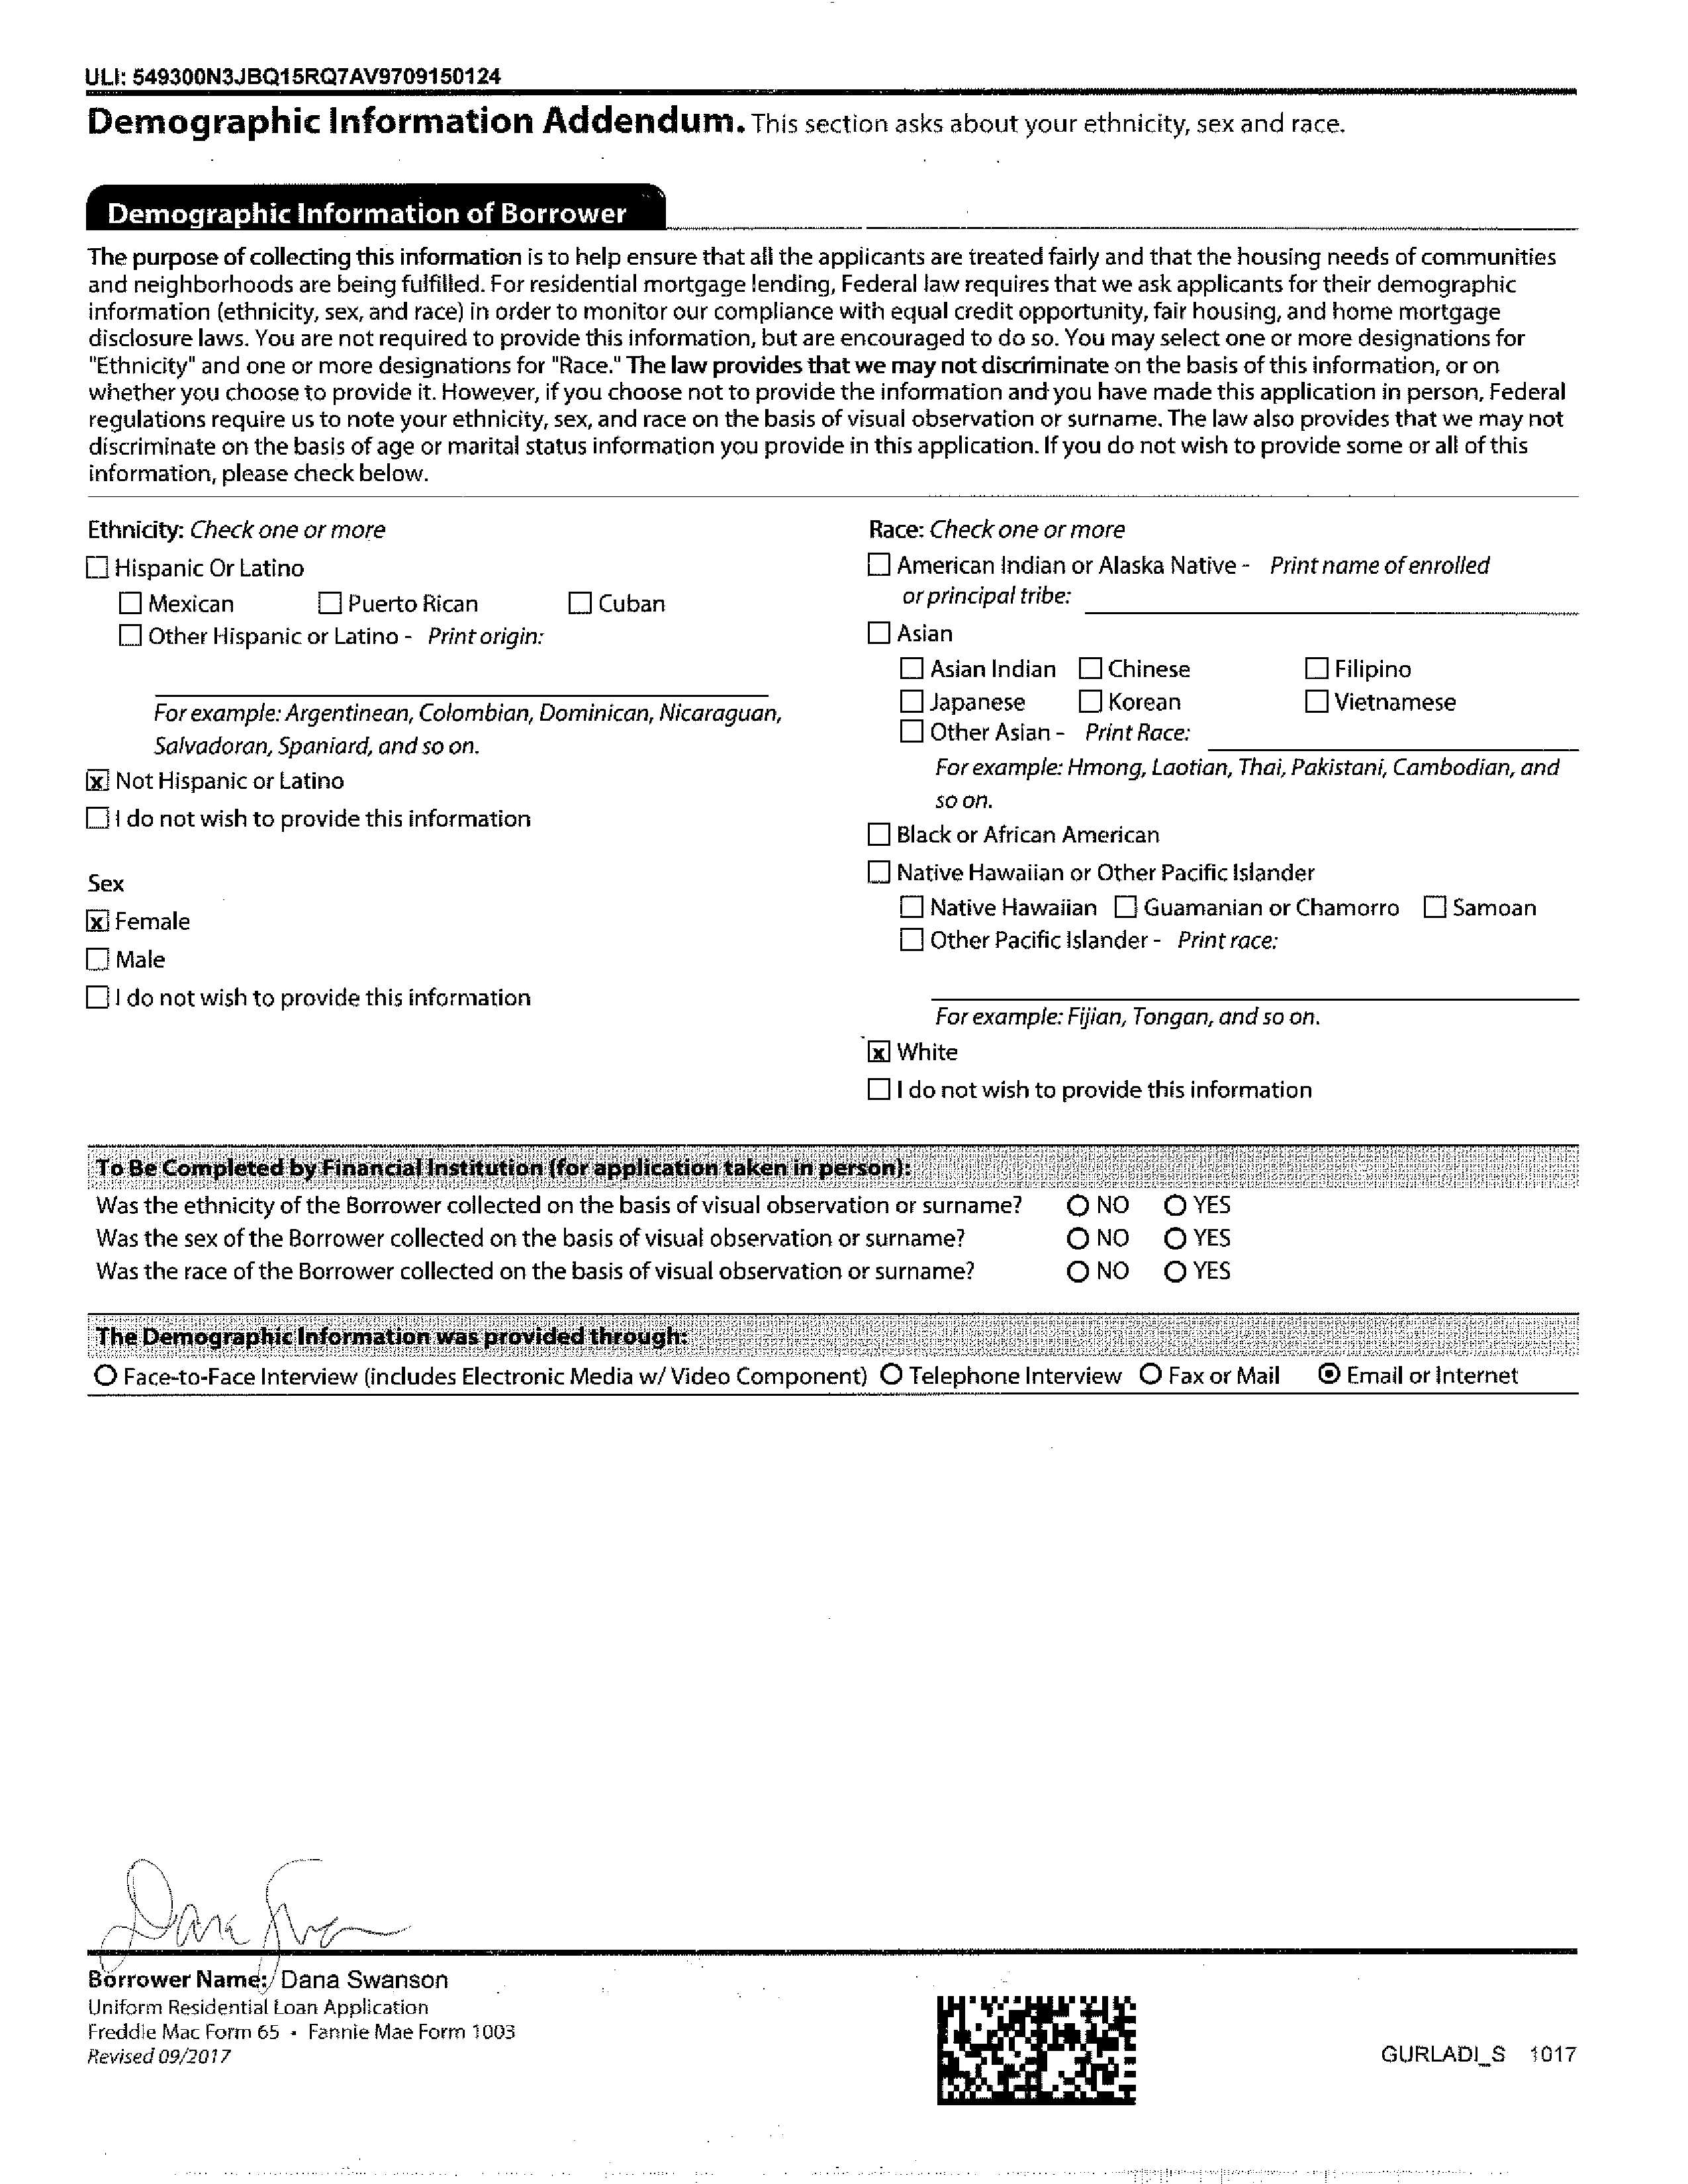 ULI: 549300N3JBQ15RQ7AV9709150124
Demographic Information Addendum. This section asks about your ethnicity, sex and race.
Demographic Information of Borrower
The purpose of collecting this information is to help ensure that all the applicants are treated fairly and that the housing needs of communities
and neighborhoods are being fulfilled. For residential mortgage lending, Federal law requires that we ask applicants for their demographic
information (ethnicity, sex, and race) in order to monitor our compliance with equal credit opportunity, fair housing, and home mortgage
disclosure laws. You are not required to provide this information, but are encouraged to do so. You may select one or more designations for
"Ethnicity" and one or more designations for "Race." The law provides that we may not discriminate on the basis of this information, or on
whether you choose to provide it. However, if you choose not to provide the information and you have made this application in person, Federal
regulations require us to note your ethnicity, sex, and race on the basis of visual observation or surname. The law also provides that we may not
discriminate on the basis of age or marital status information you provide in this application. If you do not wish to provide some or all of this
information, please check below.
Ethnicity: Check one or more
☐ Hispanic Or Latino
☐ Mexican ☐ Puerto Rican ☐ Cuban
☐ Other Hispanic or Latino - Print origin:
For example: Argentinean, Colombian, Dominican, Nicaraguan,
Salvadoran, Spaniard, and so on.
☒ Not Hispanic or Latino
☐ I do not wish to provide this information
Sex
☒ Female
☐ Male
☐ I do not wish to provide this information
Race: Check one or more
☐ American Indian or Alaska Native - Print name of enrolled
or principal tribe:
☐ Asian
☐ Asian Indian ☐ Chinese ☐ Filipino
☐ Japanese ☐ Korean ☐ Vietnamese
☐ Other Asian - Print Race:
For example: Hmong, Laotian, Thai, Pakistani, Cambodian, and
so on.
☐ Black or African American
☐ Native Hawaiian or Other Pacific Islander
☐ Native Hawaiian ☐ Guamanian or Chamorro ☐ Samoan
☐ Other Pacific Islander - Print race:
For example: Fijian, Tongan, and so on.
☒ White
☐ I do not wish to provide this information
To Be Completed by Financial Institution (for application taken in person):
Was the ethnicity of the Borrower collected on the basis of visual observation or surname? ○ NO ○ YES
Was the sex of the Borrower collected on the basis of visual observation or surname? ○ NO ○ YES
Was the race of the Borrower collected on the basis of visual observation or surname? ○ NO ○ YES
The Demographic Information was provided through:
○ Face-to-Face Interview (includes Electronic Media w/ Video Component) ○ Telephone Interview ○ Fax or Mail ◉ Email or Internet
Dana Swanson
Borrower Name: Dana Swanson
Uniform Residential Loan Application
Freddie Mac Form 65 • Fannie Mae Form 1003
Revised 09/2017
GURLADI_S 1017